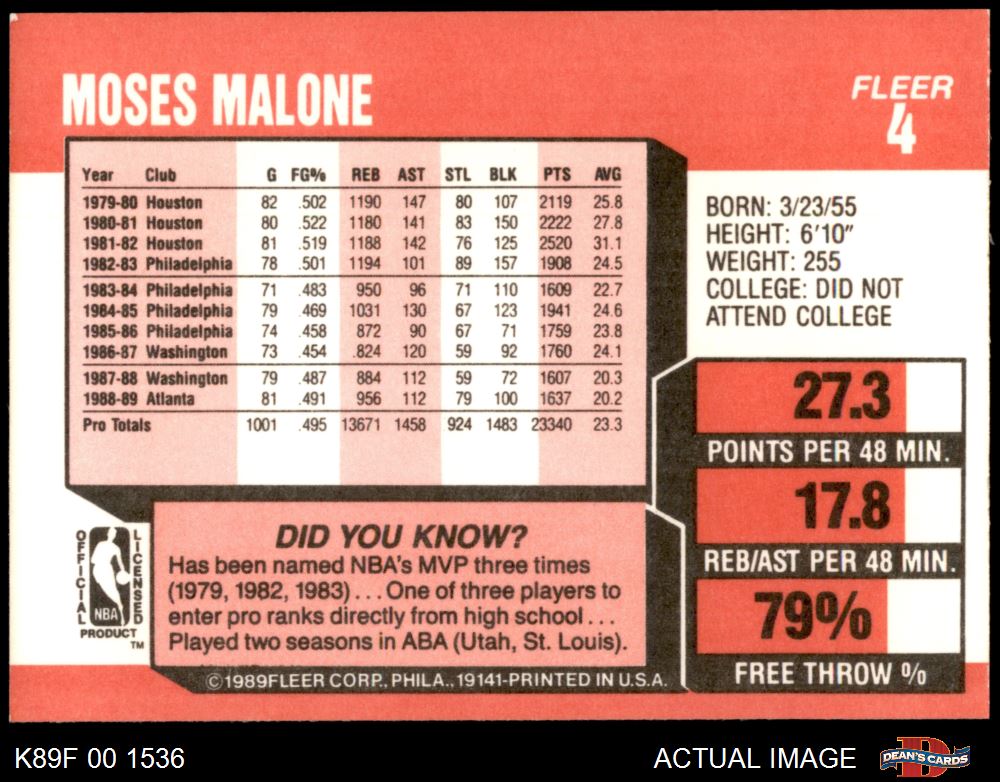 MOSES MALONE
FLEER
4
Year Club G FG% REB AST STL BLK PTS AVG
1979-80 Houston 82 .502 1190 147 80 107 2119 25.8
1980-81 Houston 80 .522 1180 141 83 150 2222 27.8
1981-82 Houston 81 .519 1188 142 76 125 2520 31.1
1982-83 Philadelphia 78 .501 1194 101 89 157 1908 24.5
1983-84 Philadelphia 71 .483 950 96 71 110 1609 22.7
1984-85 Philadelphia 79 .469 1031 130 67 123 1941 24.6
1985-86 Philadelphia 74 .458 872 90 67 71 1759 23.8
1986-87 Washington 73 .454 .824 120 59 92 1760 24.1
1987-88 Washington 79 .487 884 112 59 72 1607 20.3
1988-89 Atlanta 81 .491 956 112 79 100 1637 20.2
Pro Totals 1001 .495 13671 1458 924 1483 23340 23.3
BORN: 3/23/55
HEIGHT: 6'10"
WEIGHT: 255
COLLEGE: DID NOT
ATTEND COLLEGE
27.3
POINTS PER 48 MIN.
17.8
REB/AST PER 48 MIN.
79%
FREE THROW %
OFFICIAL
LICENSED
NBA
PRODUCT
TM
DID YOU KNOW?
Has been named NBA's MVP three times
(1979, 1982, 1983)... One of three players to
enter pro ranks directly from high school...
Played two seasons in ABA (Utah, St. Louis).
©1989FLEER CORP., PHILA., 19141-PRINTED IN U.S.A.
K89F 00 1536
ACTUAL IMAGE
D
DEAN'S CARDS